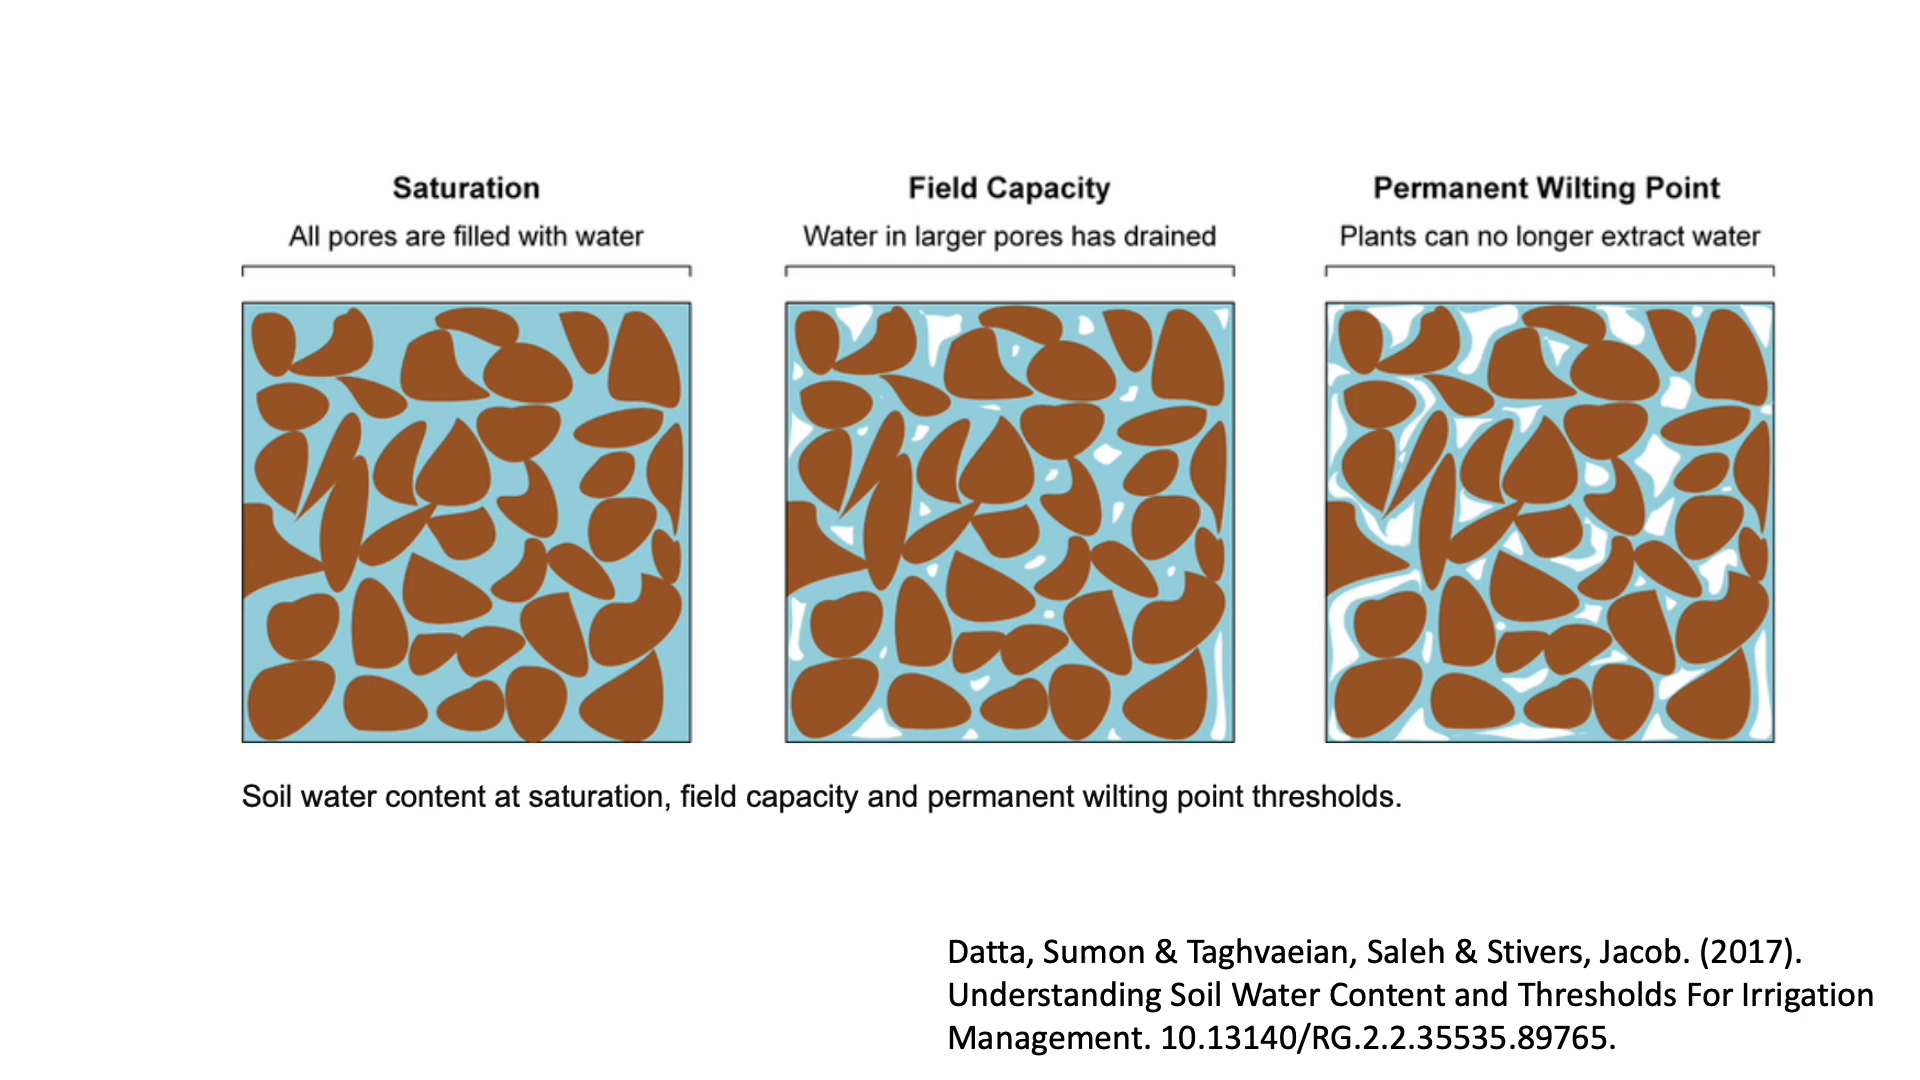 Saturation
All pores are filled with water
Field Capacity
Water in larger pores has drained
Permanent Wilting Point
Plants can no longer extract water
Soil water content at saturation, field capacity and permanent wilting point thresholds.
Datta, Sumon & Taghvaeian, Saleh & Stivers, Jacob. (2017).
Understanding Soil Water Content and Thresholds For Irrigation
Management. 10.13140/RG.2.2.35535.89765.